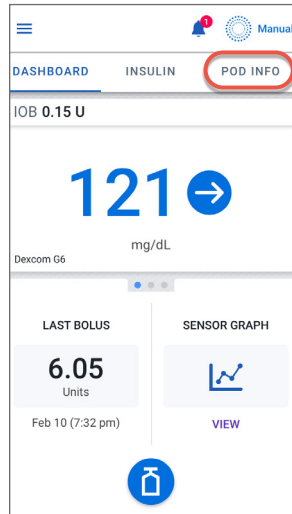 1
Manual
DASHBOARD INSULIN POD INFO
IOB 0.15 U
121
mg/dL
Dexcom G6
LAST BOLUS SENSOR GRAPH
6.05
Units
Feb 10 (7:32 pm) VIEW